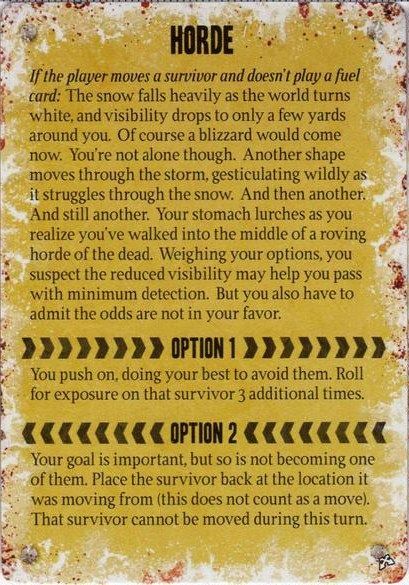 HORDE
If the player moves a survivor and doesn't play a fuel
card: The snow falls heavily as the world turns
white, and visibility drops to only a few yards
around you. Of course a blizzard would come
now. You're not alone though. Another shape
moves through the storm, gesticulating wildly as
it struggles through the snow. And then another.
And still another. Your stomach lurches as you
realize you've walked into the middle of a roving
horde of the dead. Weighing your options, you
suspect the reduced visibility may help you pass
with minimum detection. But you also have to
admit the odds are not in your favor.
OPTION 1
You push on, doing your best to avoid them. Roll
for exposure on that survivor 3 additional times.
OPTION 2
Your goal is important, but so is not becoming one
of them. Place the survivor back at the location it
was moving from (this does not count as a move).
That survivor cannot be moved during this turn.